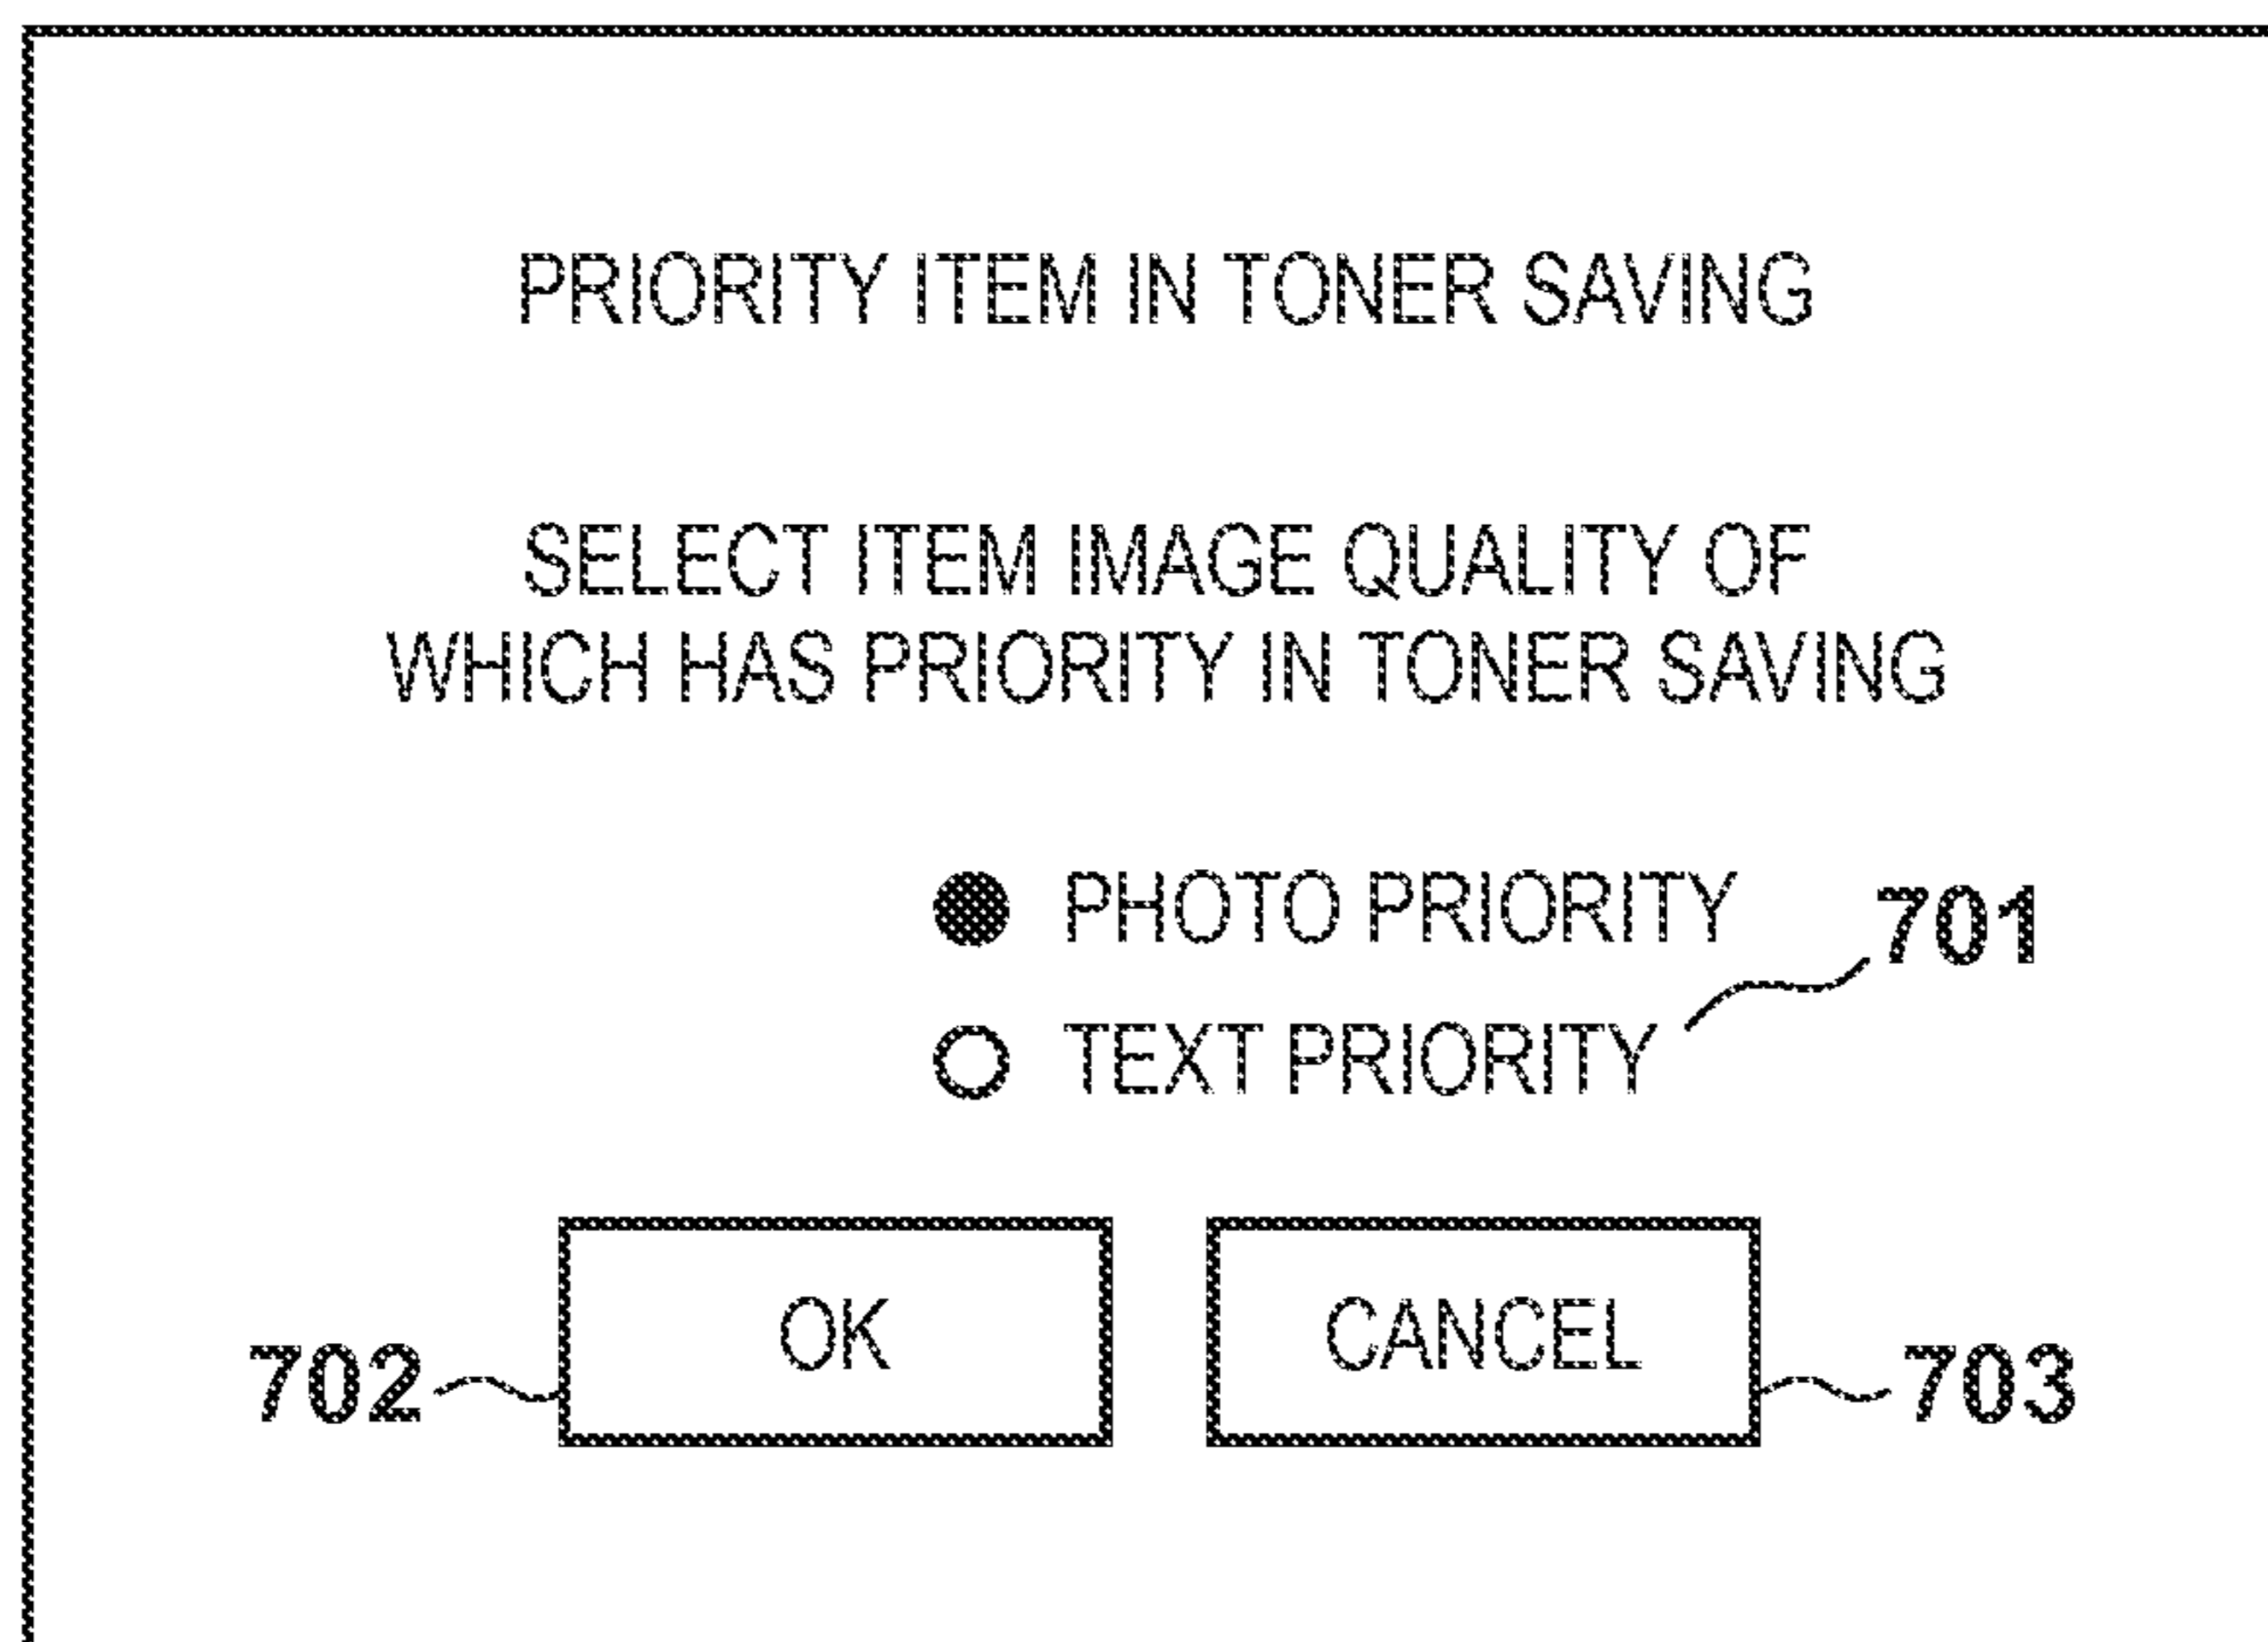 PRIORITY ITEM IN TONER SAVING
SELECT ITEM IMAGE QUALITY OF
WHICH HAS PRIORITY IN TONER SAVING
PHOTO PRIORITY
701
TEXT PRIORITY
OK
CANCEL
702
703